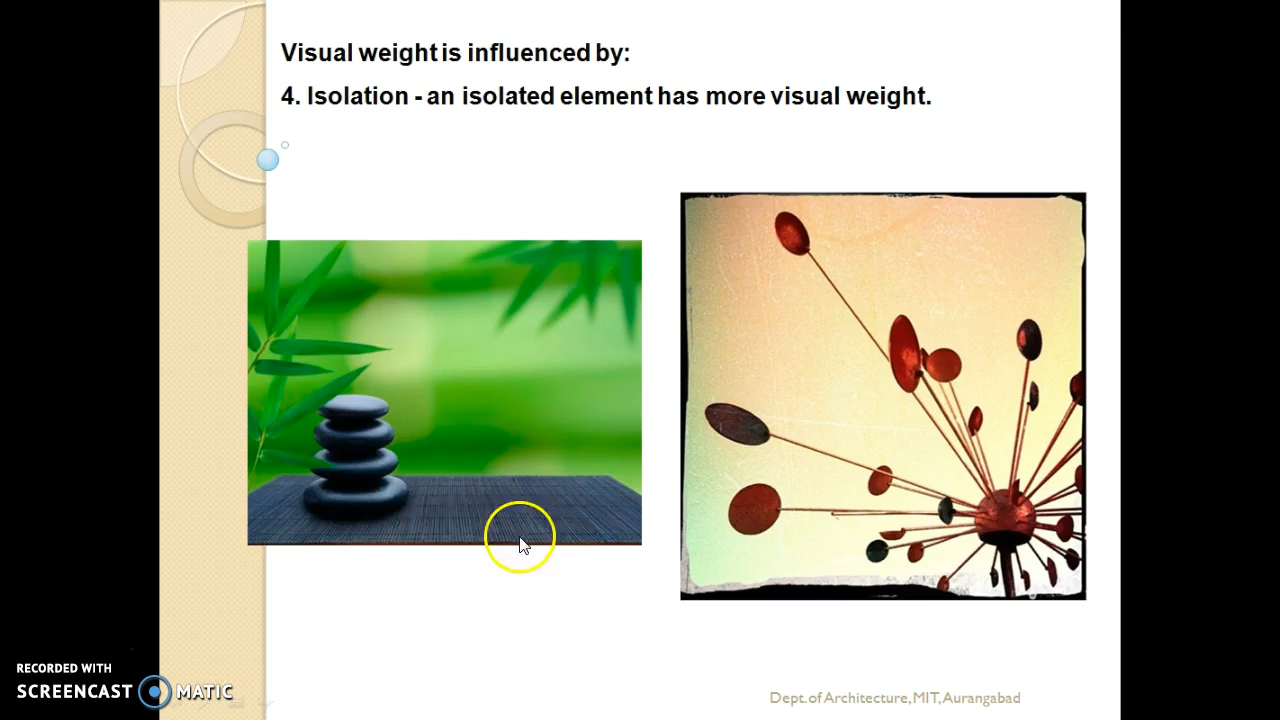 Visual weight is influenced by:
4. Isolation - an isolated element has more visual weight.
RECORDED WITH
SCREENCAST MATIC
Dept.of Architecture, MIT, Aurangabad